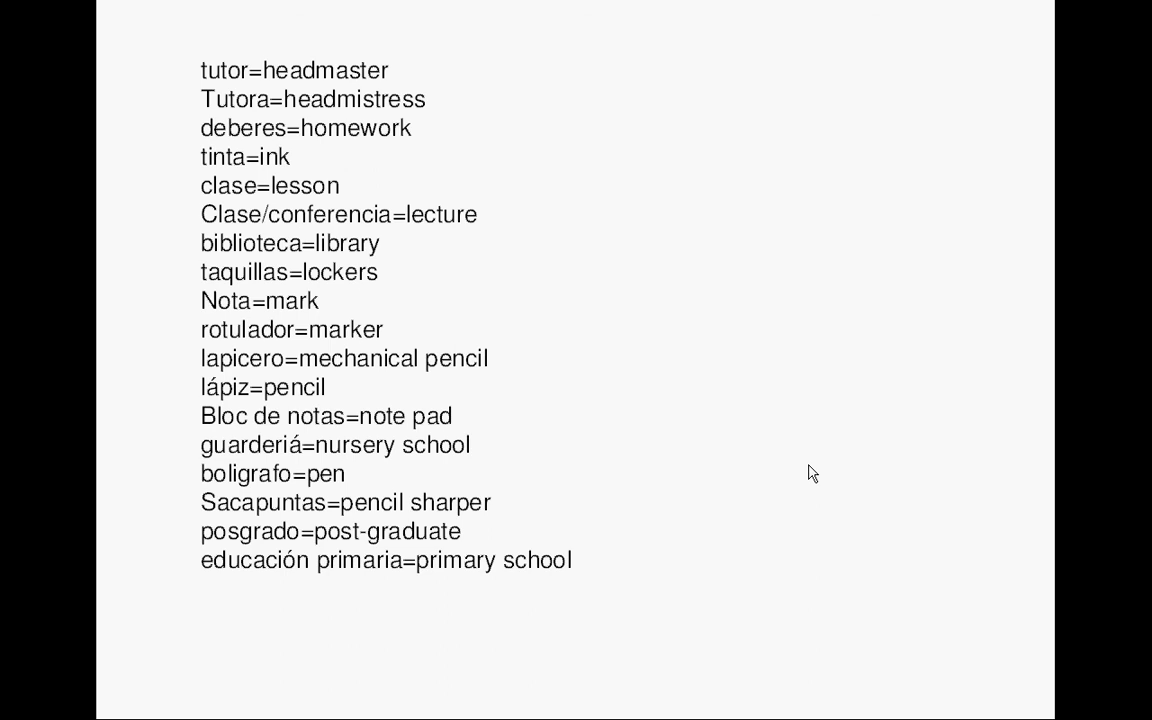 tutor=headmaster
Tutora=headmistress
deberes=homework
tinta=ink
clase=lesson
Clase/conferencia=lecture
biblioteca=library
taquillas=lockers
Nota=mark
rotulador=marker
lapicero=mechanical pencil
lápiz=pencil
Bloc de notas=note pad
guarderiá=nursery school
boligrafo=pen
Sacapuntas=pencil sharper
posgrado=post-graduate
educación primaria=primary school